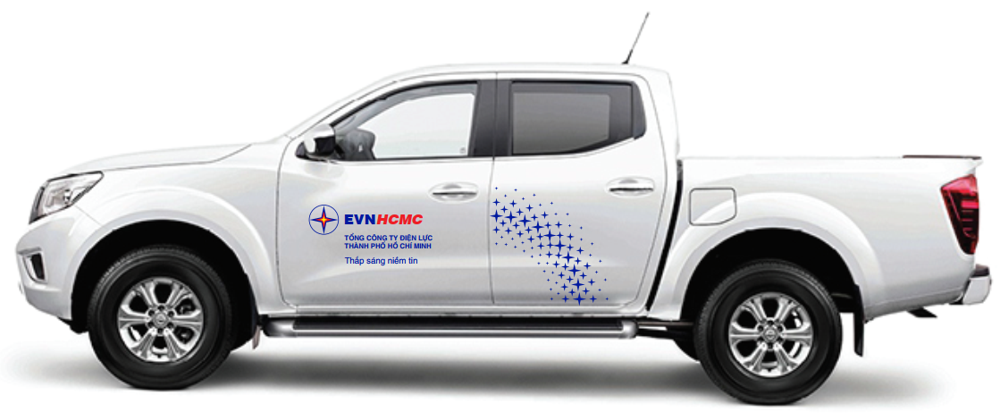 EVNHCMC
TỔNG CÔNG TY ĐIỆN LỰC
THÀNH PHỐ HỒ CHÍ MINH
Thắp sáng niềm tin